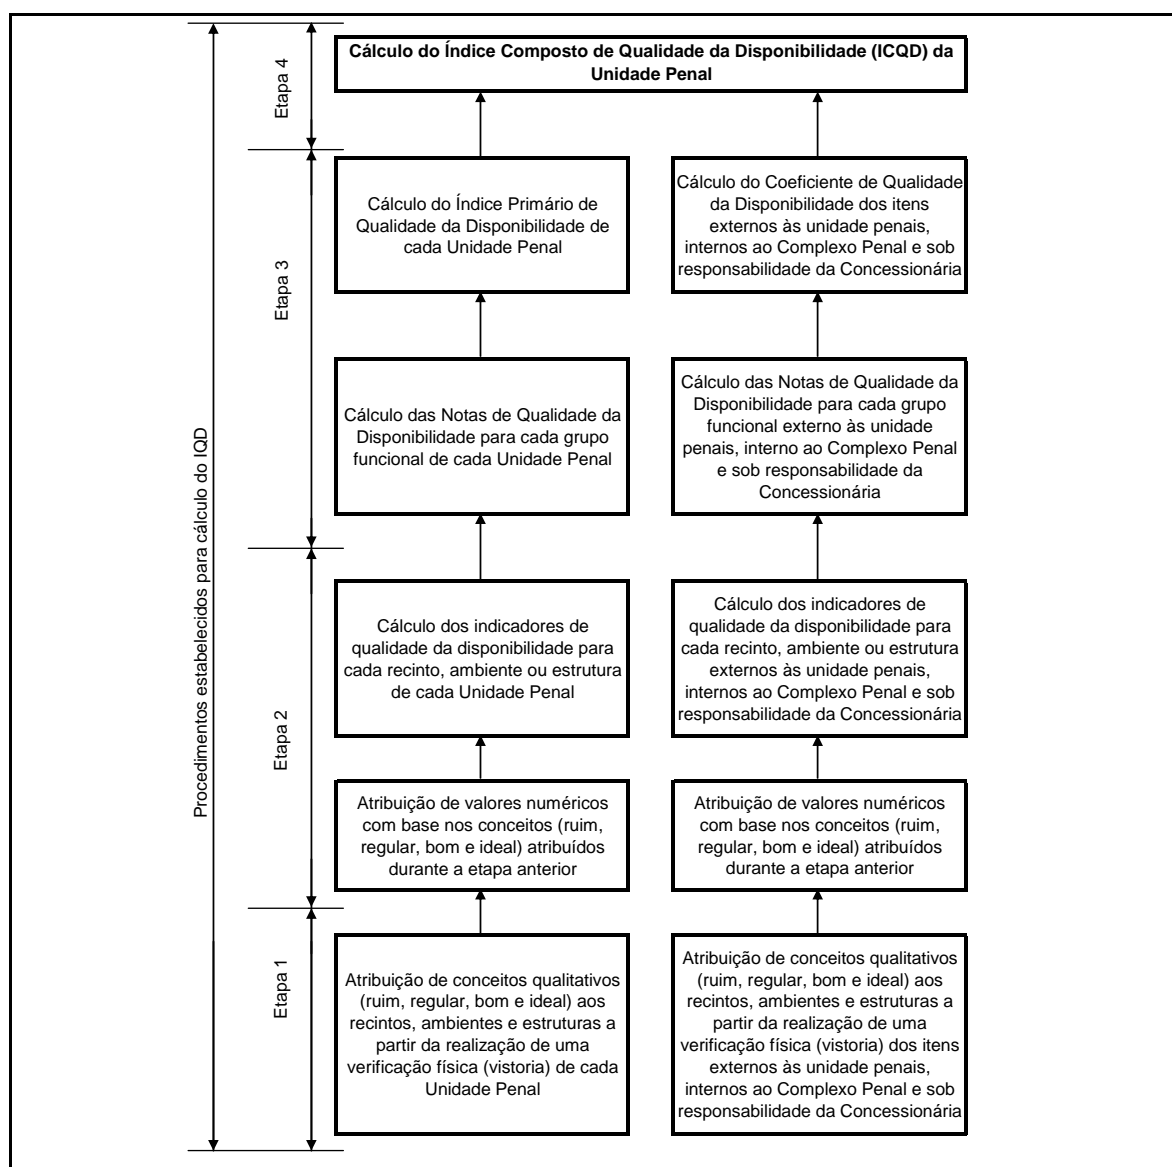 Cálculo do Índice Composto de Qualidade da Disponibilidade (ICQD) da
Unidade Penal
Etapa 4
Cálculo do Índice Primário de
Qualidade da Disponibilidade de
cada Unidade Penal
Cálculo do Coeficiente de Qualidade
da Disponibilidade dos itens
externos às unidade penais,
internos ao Complexo Penal e sob
responsabilidade da Concessionária
Etapa 3
Cálculo das Notas de Qualidade da
Disponibilidade para cada grupo
funcional de cada Unidade Penal
Cálculo das Notas de Qualidade da
Disponibilidade para cada grupo
funcional externo às unidade
penais, interno ao Complexo Penal
e sob responsabilidade da
Concessionária
Procedimentos estabelecidos para cálculo do IQD
Cálculo dos indicadores de
qualidade da disponibilidade para
cada recinto, ambiente ou estrutura
de cada Unidade Penal
Cálculo dos indicadores de
qualidade da disponibilidade para
cada recinto, ambiente ou estrutura
externos às unidade penais,
internos ao Complexo Penal e sob
responsabilidade da Concessionária
Etapa 2
Atribuição de valores numéricos
com base nos conceitos (ruim,
regular, bom e ideal) atribuídos
durante a etapa anterior
Atribuição de valores numéricos
com base nos conceitos (ruim,
regular, bom e ideal) atribuídos
durante a etapa anterior
Etapa 1
Atribuição de conceitos qualitativos
(ruim, regular, bom e ideal) aos
recintos, ambientes e estruturas a
partir da realização de uma
verificação física (vistoria) de cada
Unidade Penal
Atribuição de conceitos qualitativos
(ruim, regular, bom e ideal) aos
recintos, ambientes e estruturas a
partir da realização de uma
verificação física (vistoria) dos itens
externos às unidade penais,
internos ao Complexo Penal e sob
responsabilidade da Concessionária